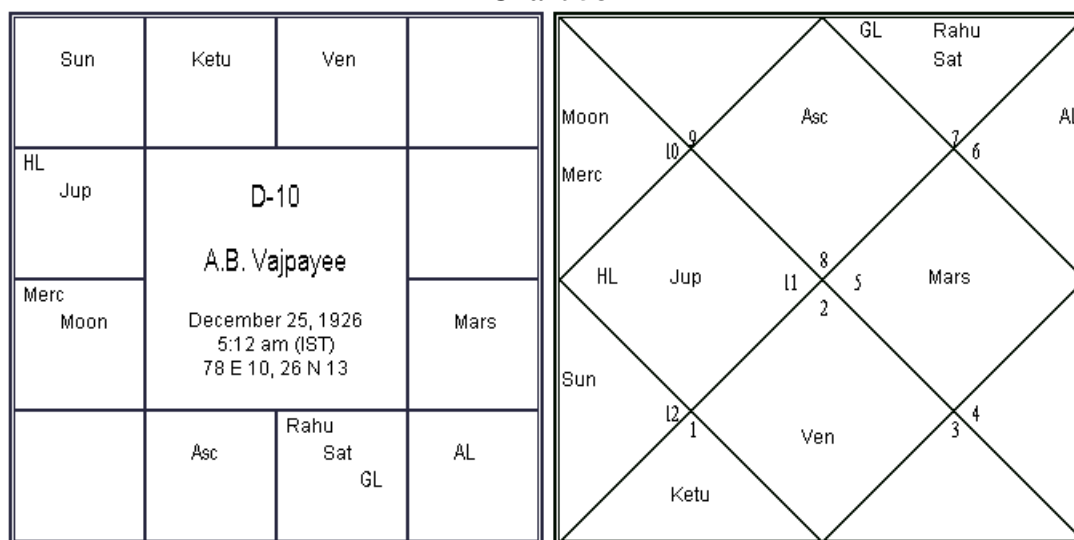 Sun Ketu Ven
HL
Jup
D-10
A.B. Vajpayee
Merc
Moon
December 25, 1926
5:12 am (IST)
78 E 10, 26 N 13
Mars
Asc
Rahu
Sat
GL
AL
GL Rahu
Sat
Moon
Asc
AL
9
7
10
6
Merc
8
HL Jup
11
5
Mars
2
Sun
12
4
1
3
Ven
Ketu